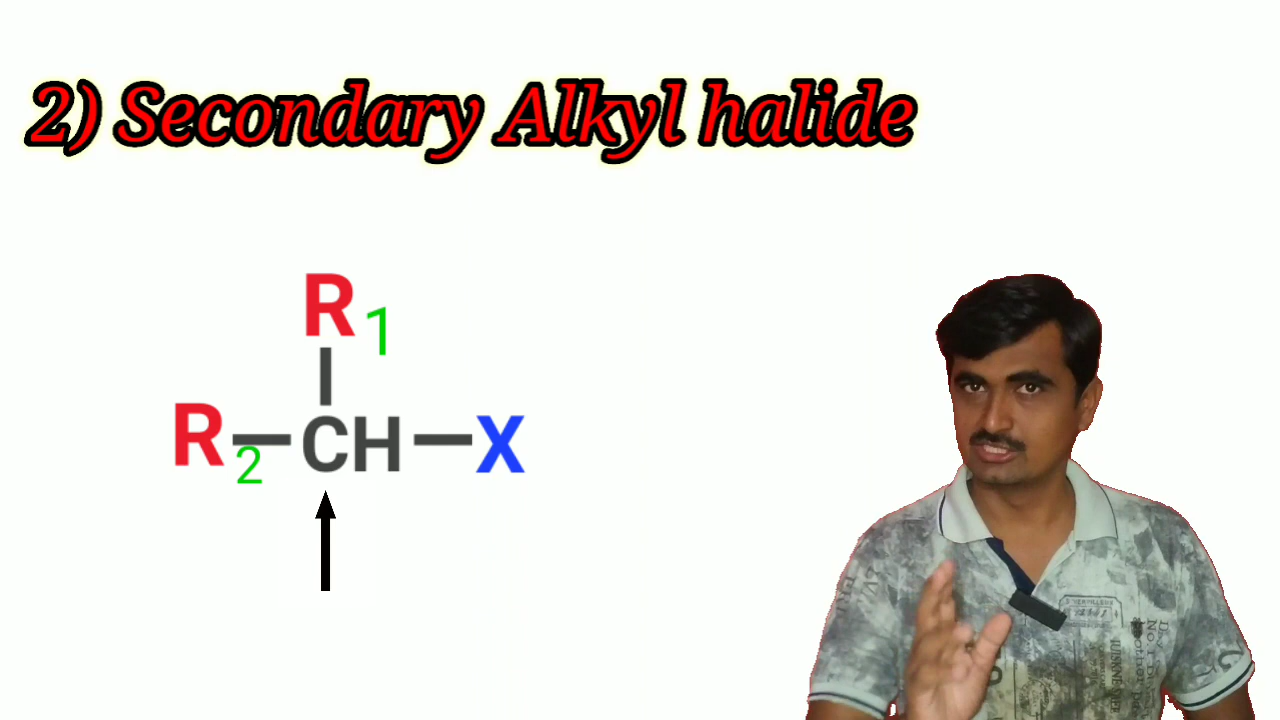 2) Secondary Alkyl halide
R1
R2—CH—X